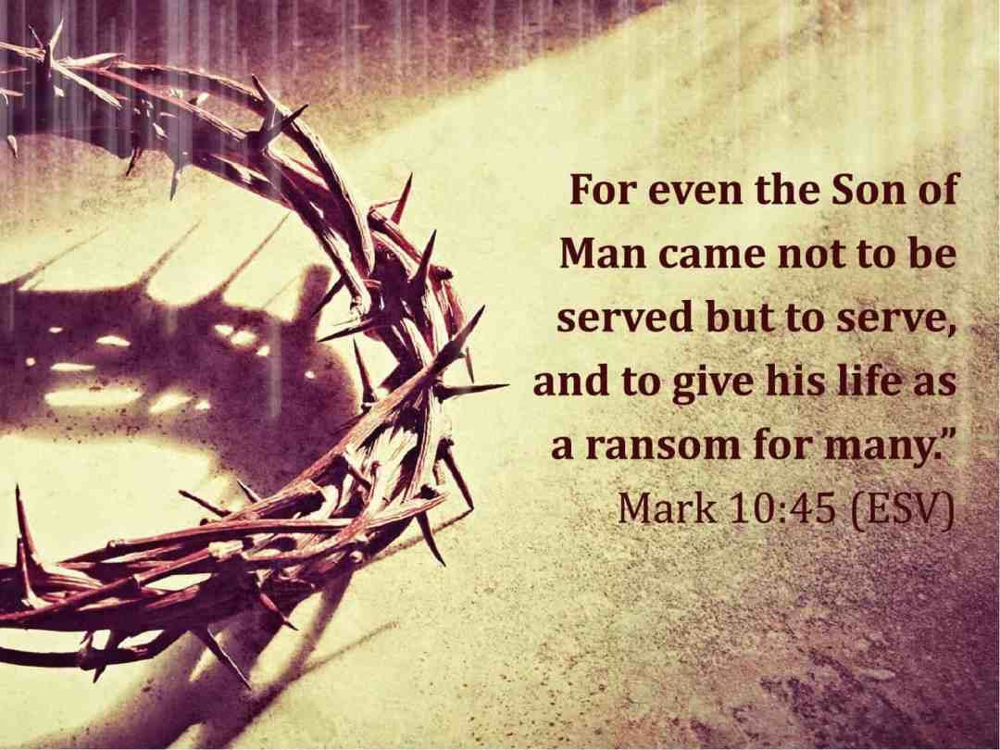 For even the Son of
Man came not to be
served but to serve,
and to give his life as
a ransom for many.”
Mark 10:45 (ESV)